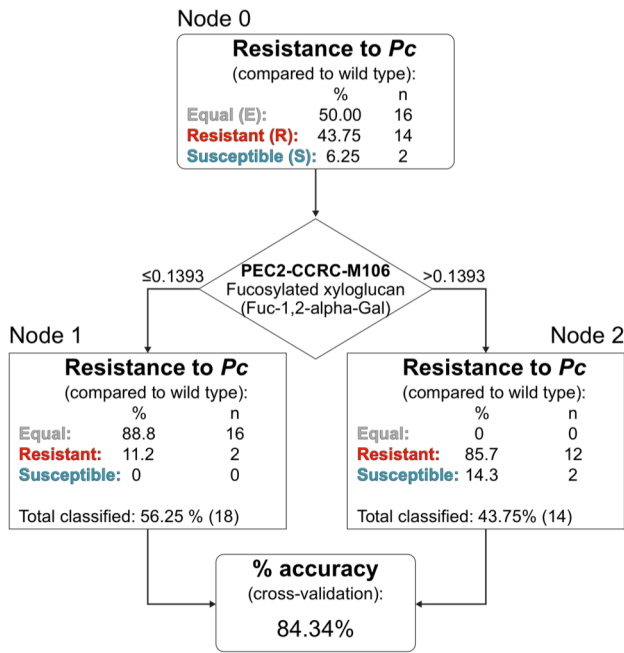 Node 0
Resistance to Pc
(compared to wild type):
% n
Equal (E): 50.00 16
Resistant (R): 43.75 14
Susceptible (S): 6.25 2
≤0.1393
PEC2-CCRC-M106
Fucosylated xyloglucan
(Fuc-1,2-alpha-Gal)
>0.1393
Node 1
Resistance to Pc
(compared to wild type):
% n
Equal: 88.8 16
Resistant: 11.2 2
Susceptible: 0 0
Total classified: 56.25 % (18)
Node 2
Resistance to Pc
(compared to wild type):
% n
Equal: 0 0
Resistant: 85.7 12
Susceptible: 14.3 2
Total classified: 43.75% (14)
% accuracy
(cross-validation):
84.34%